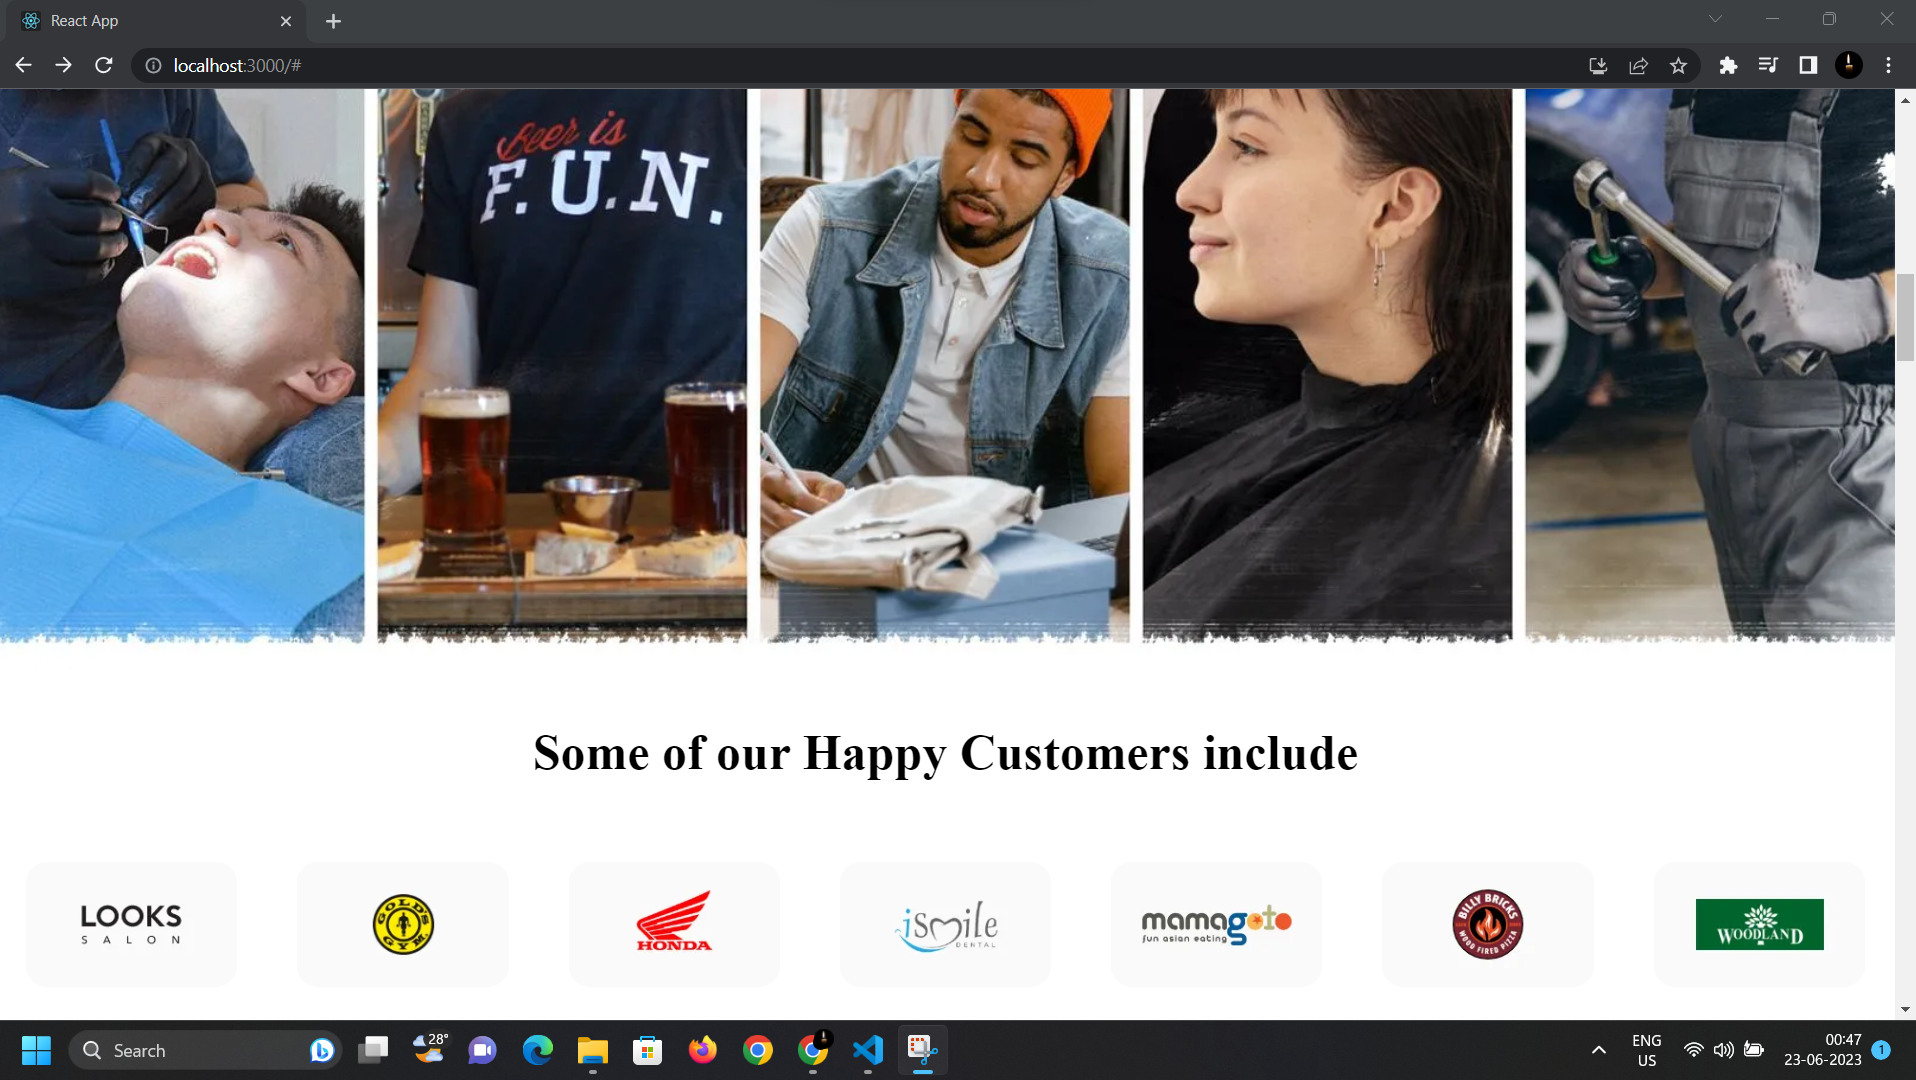 React App
localhost:3000/#
Beer is
F.U.N.
Some of our Happy Customers include
LOOKS
SALON
GOLD'S
GYM
HONDA
iSmile
DENTAL
mamagoto
fun asian eating
BILLY BRICKS
WOOD FIRED PIZZA
WOODLAND
Search
28°
ENG
US
00:47
23-06-2023
1